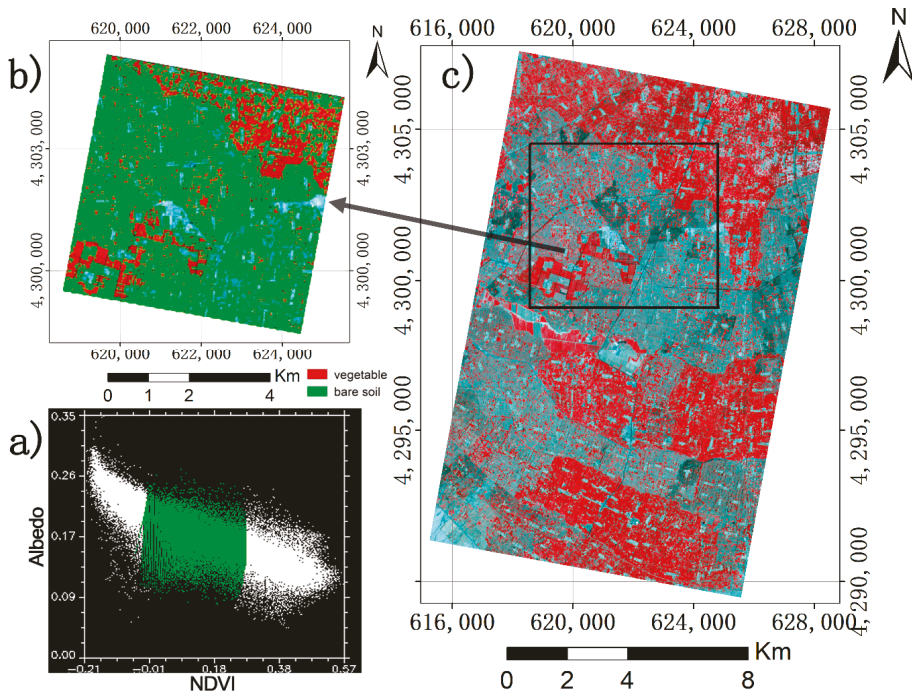 b)
620,000 622,000 624,000
N
4,303,000
4,300,000
4,303,000
4,300,000
620,000 622,000 624,000
0 1 2 4 Km
vegetable
bare soil
a)
Albedo
0.35
0.26
0.17
0.09
0.00
-0.21 -0.01 0.18 0.38 0.57
NDVI
c)
616,000 620,000 624,000 628,000
N
4,305,000
4,300,000
4,295,000
4,290,000
4,305,000
4,300,000
4,295,000
4,290,000
616,000 620,000 624,000 628,000
0 2 4 8 Km